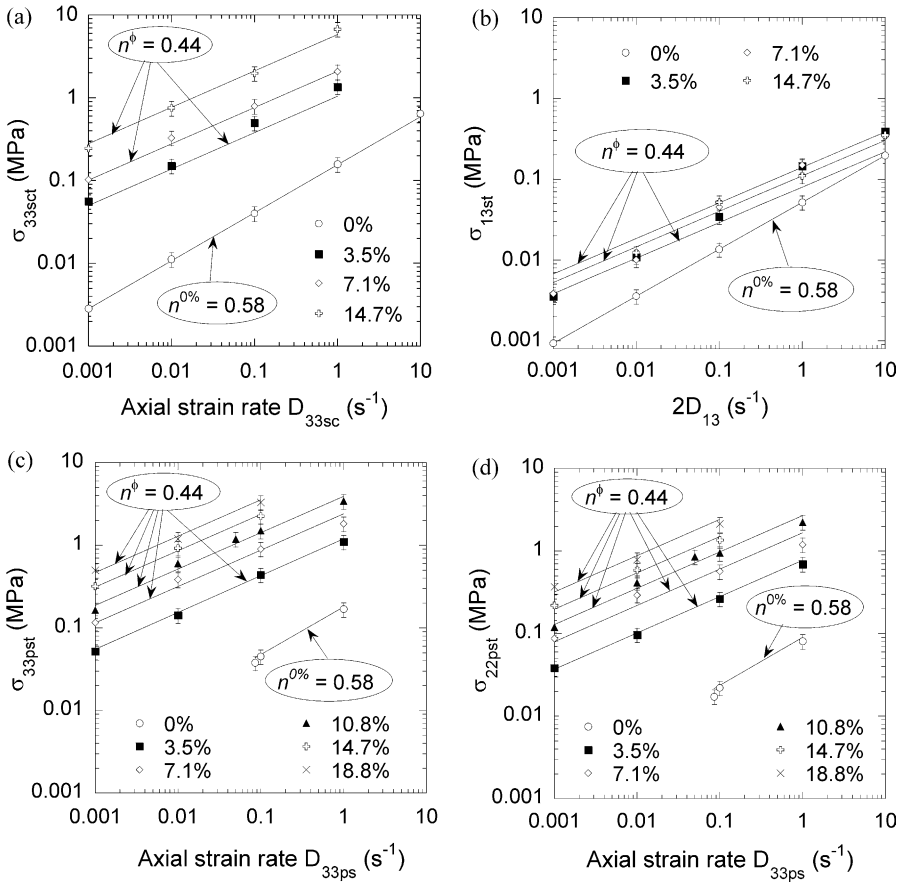 (a)
10
1
0.1
0.01
0.001
σ33sct (MPa)
nϕ = 0.44
n0% = 0.58
0%
3.5%
7.1%
14.7%
0.001 0.01 0.1 1 10
Axial strain rate D33sc (s-1)
(b)
10
1
0.1
0.01
0.001
σ13st (MPa)
0% 7.1%
3.5% 14.7%
nϕ = 0.44
n0% = 0.58
0.001 0.01 0.1 1 10
2D13 (s-1)
(c)
10
1
0.1
0.01
0.001
σ33pst (MPa)
nϕ = 0.44
n0% = 0.58
0% 10.8%
3.5% 14.7%
7.1% 18.8%
0.001 0.01 0.1 1 10
Axial strain rate D33ps (s-1)
(d)
10
1
0.1
0.01
0.001
σ22pst (MPa)
nϕ = 0.44
n0% = 0.58
0% 10.8%
3.5% 14.7%
7.1% 18.8%
0.001 0.01 0.1 1 10
Axial strain rate D33ps (s-1)